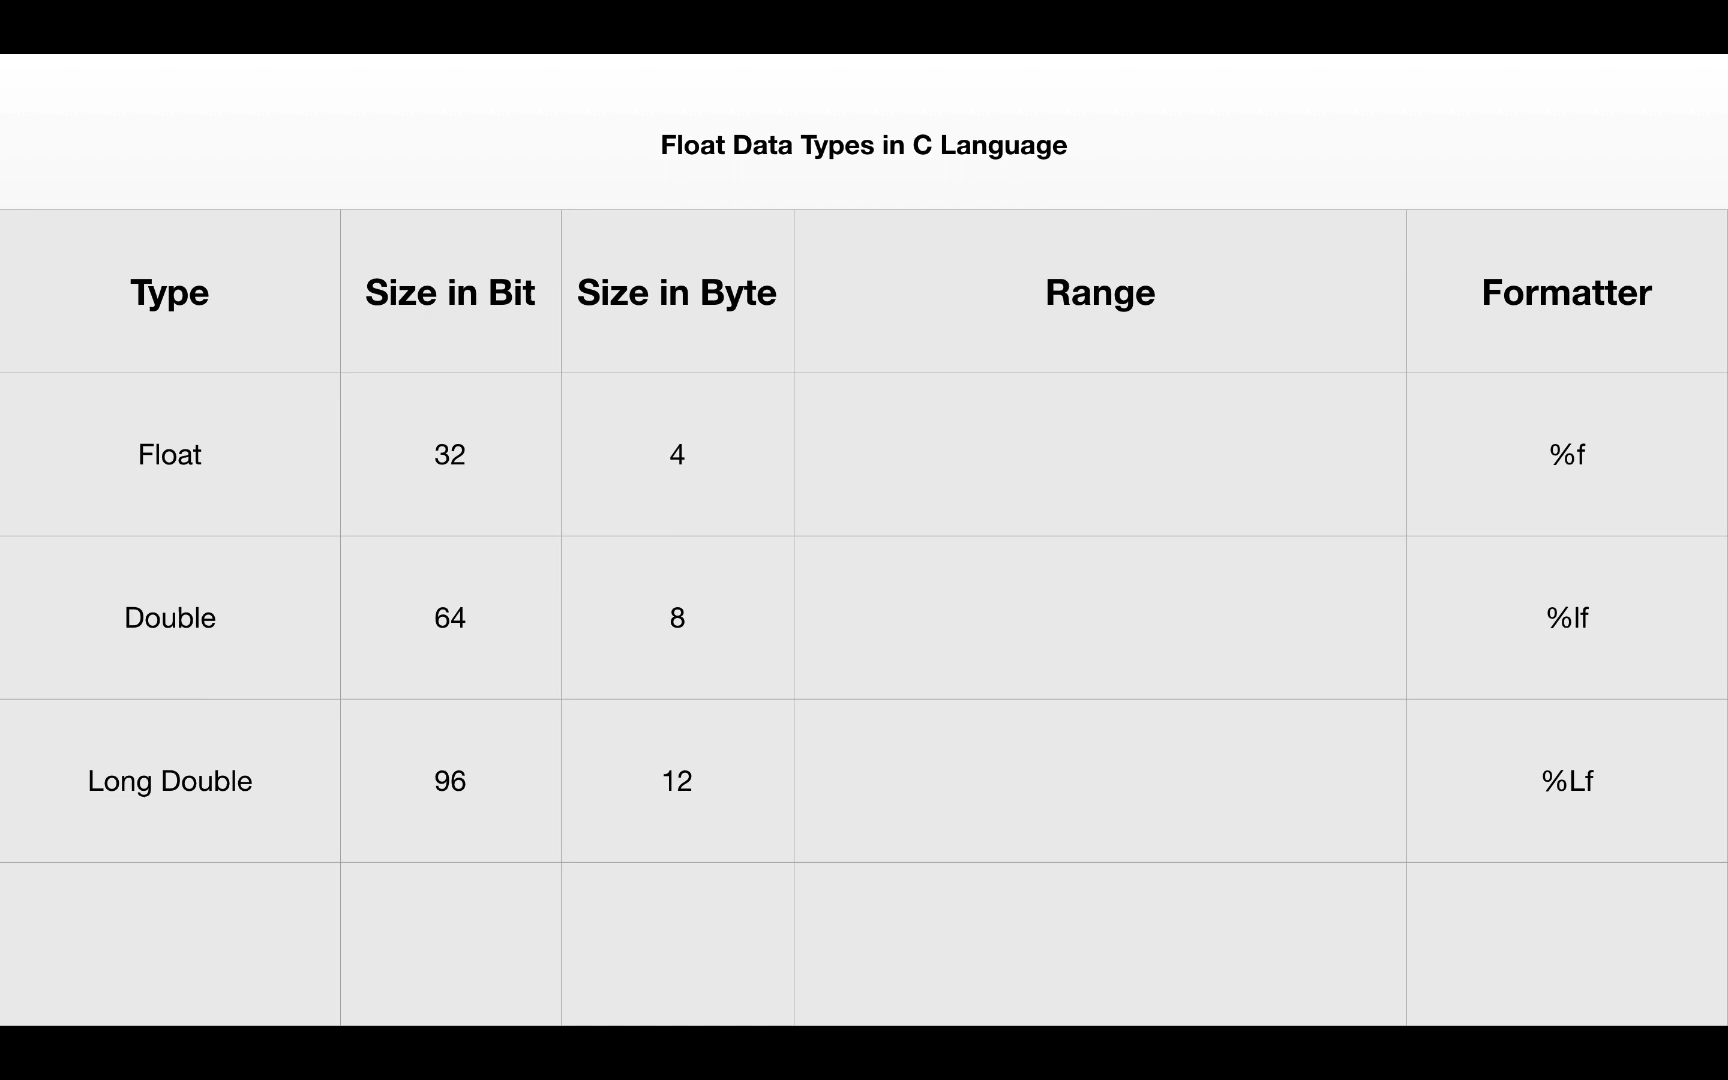 Float Data Types in C Language
Type Size in Bit Size in Byte Range Formatter
Float 32 4 %f
Double 64 8 %lf
Long Double 96 12 %Lf